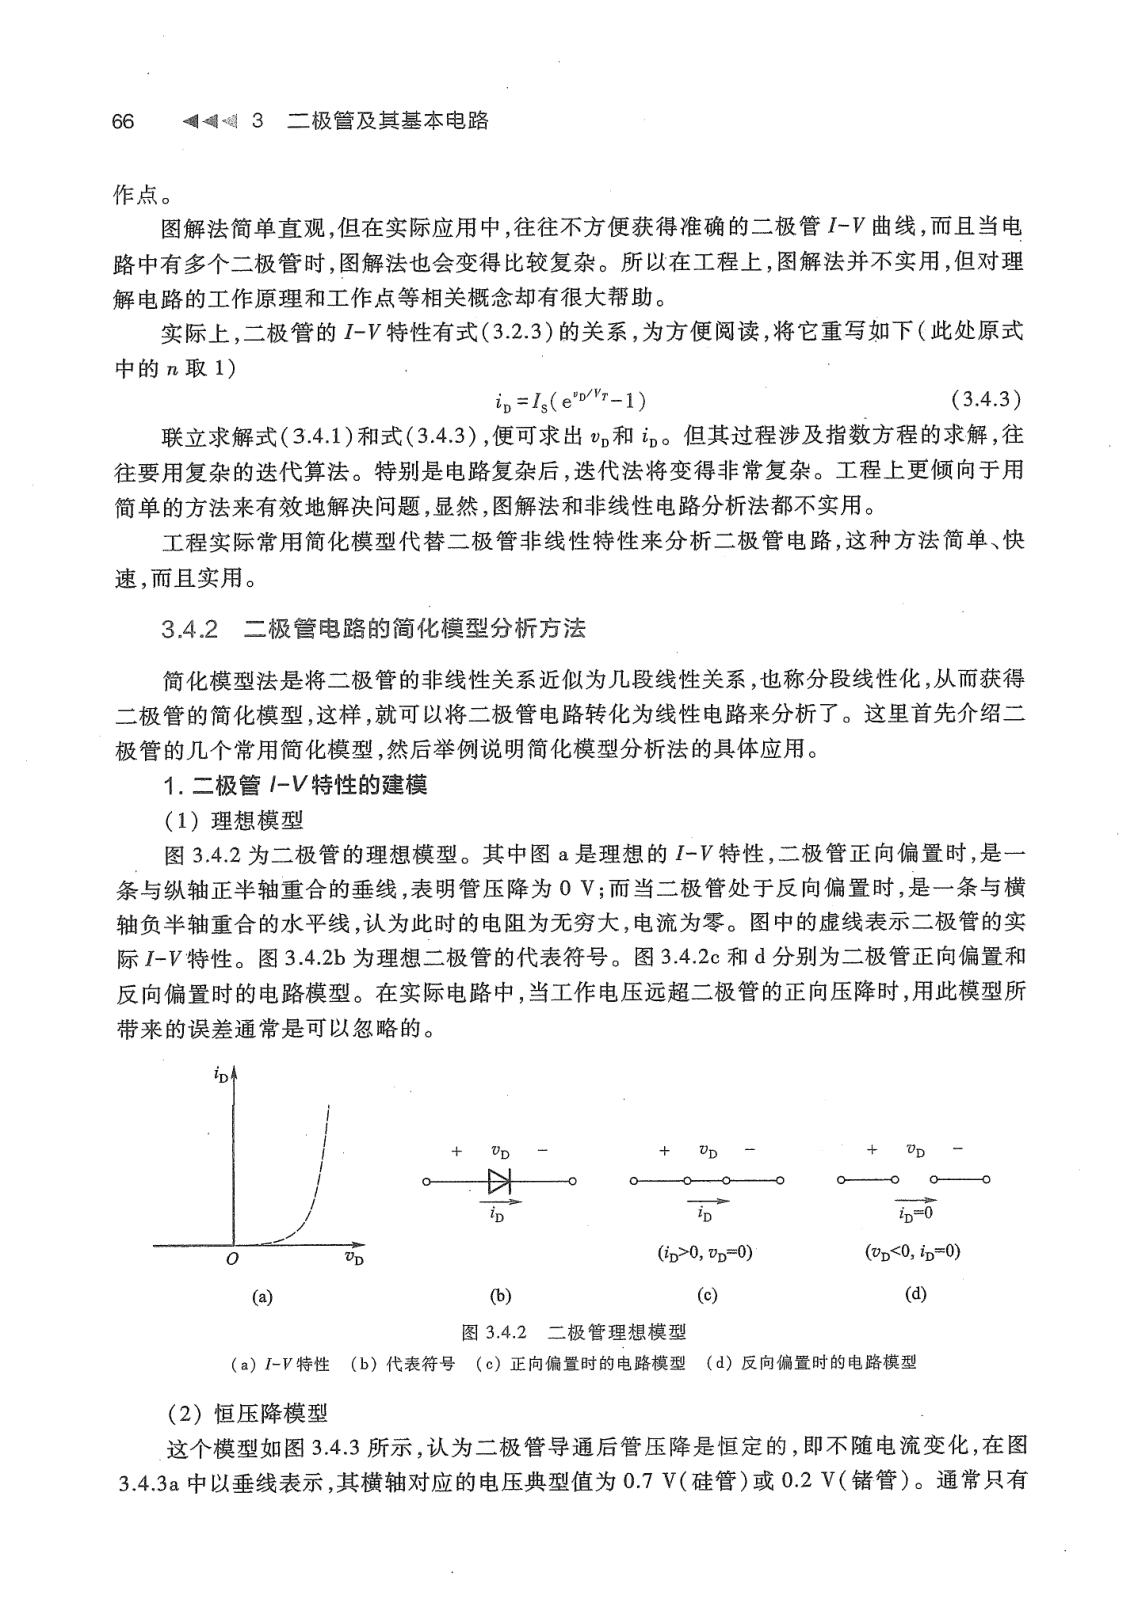 66 ◀◀◀ 3 二极管及其基本电路
作点。
图解法简单直观,但在实际应用中,往往不方便获得准确的二极管 I-V 曲线,而且当电
路中有多个二极管时,图解法也会变得比较复杂。所以在工程上,图解法并不实用,但对理
解电路的工作原理和工作点等相关概念却有很大帮助。
实际上,二极管的 I-V 特性有式(3.2.3)的关系,为方便阅读,将它重写如下(此处原式
中的 n 取 1)
i_D = I_S(e^{v_D/V_T}-1) (3.4.3)
联立求解式(3.4.1)和式(3.4.3),便可求出 v_D和 i_D。但其过程涉及指数方程的求解,往
往要用复杂的迭代算法。特别是电路复杂后,迭代法将变得非常复杂。工程上更倾向于用
简单的方法来有效地解决问题,显然,图解法和非线性电路分析法都不实用。
工程实际常用简化模型代替二极管非线性特性来分析二极管电路,这种方法简单、快
速,而且实用。
3.4.2 二极管电路的简化模型分析方法
简化模型法是将二极管的非线性关系近似为几段线性关系,也称分段线性化,从而获得
二极管的简化模型,这样,就可以将二极管电路转化为线性电路来分析了。这里首先介绍二
极管的几个常用简化模型,然后举例说明简化模型分析法的具体应用。
1. 二极管 I-V 特性的建模
(1) 理想模型
图 3.4.2 为二极管的理想模型。其中图 a 是理想的 I-V 特性,二极管正向偏置时,是一
条与纵轴正半轴重合的垂线,表明管压降为 0 V;而当二极管处于反向偏置时,是一条与横
轴负半轴重合的水平线,认为此时的电阻为无穷大,电流为零。图中的虚线表示二极管的实
际 I-V 特性。图 3.4.2b 为理想二极管的代表符号。图 3.4.2c 和 d 分别为二极管正向偏置和
反向偏置时的电路模型。在实际电路中,当工作电压远超二极管的正向压降时,用此模型所
带来的误差通常是可以忽略的。
i_D
O v_D
(a)
+ v_D -
i_D
(b)
+ v_D -
i_D
(i_D>0, v_D=0)
(c)
+ v_D -
i_D=0
(v_D<0, i_D=0)
(d)
图 3.4.2 二极管理想模型
(a) I-V 特性 (b) 代表符号 (c) 正向偏置时的电路模型 (d) 反向偏置时的电路模型
(2) 恒压降模型
这个模型如图 3.4.3 所示,认为二极管导通后管压降是恒定的,即不随电流变化,在图
3.4.3a 中以垂线表示,其横轴对应的电压典型值为 0.7 V(硅管)或 0.2 V(锗管)。通常只有